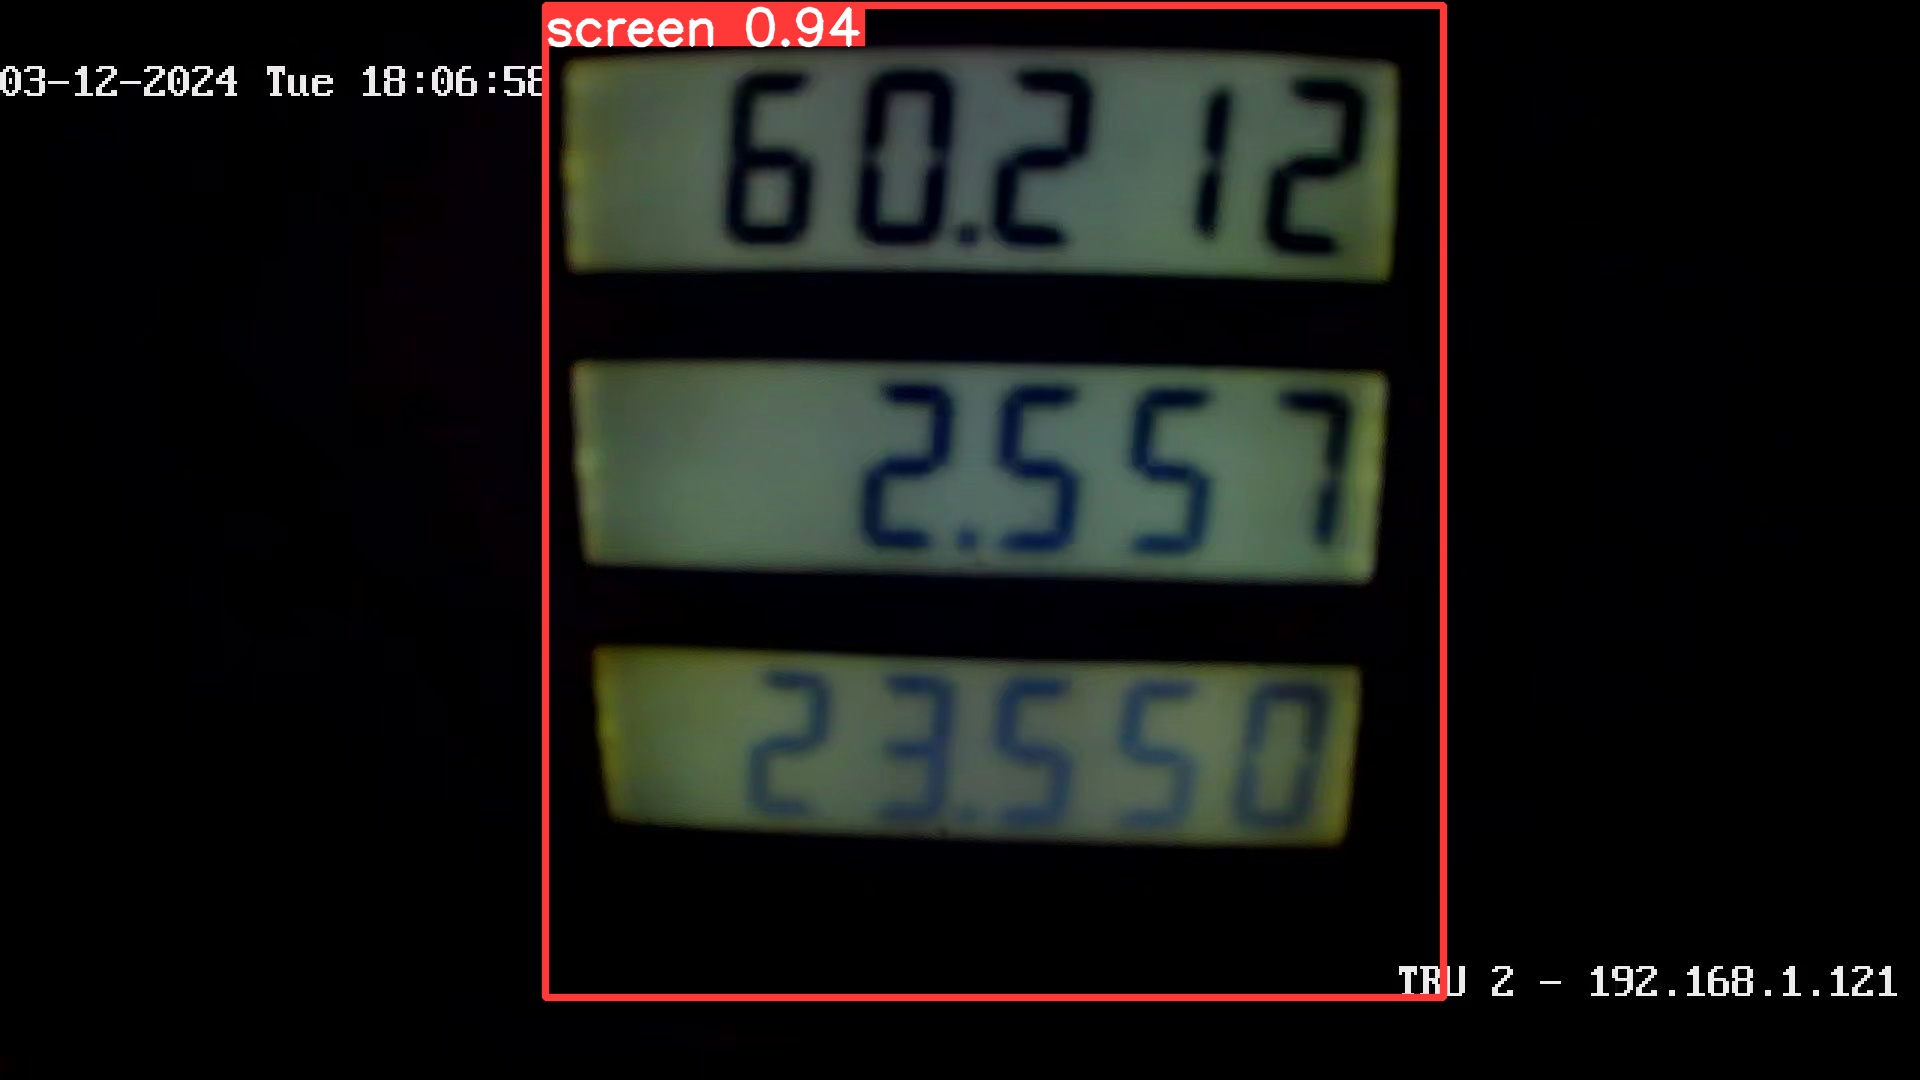 screen 0.94
03-12-2024 Tue 18:06:58
60.212
2.557
23.550
TRU 2 - 192.168.1.121